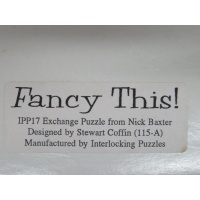 Fancy This!
IPP17 Exchange Puzzle from Nick Baxter
Designed by Stewart Coffin (115-A)
Manufactured by Interlocking Puzzles